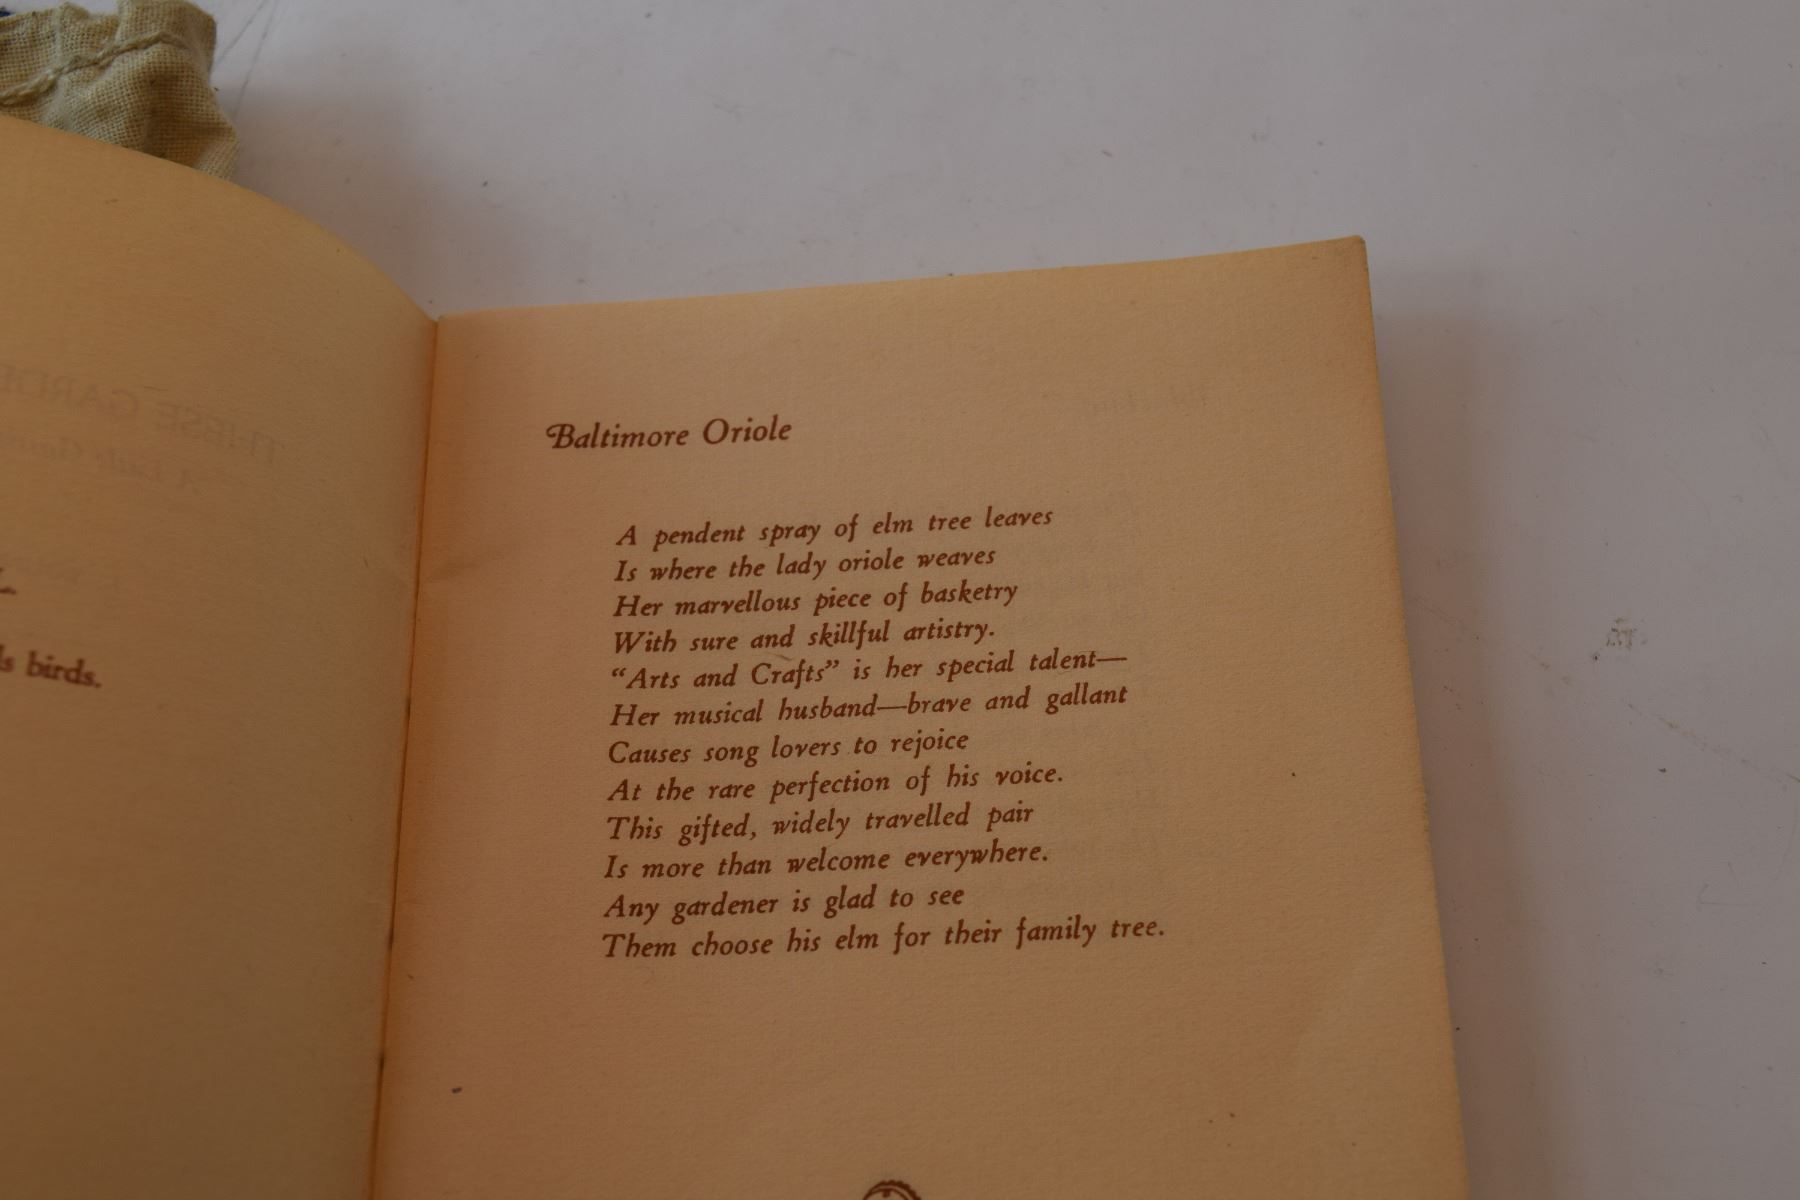 ls birds.
Baltimore Oriole
A pendent spray of elm tree leaves
Is where the lady oriole weaves
Her marvellous piece of basketry
With sure and skillful artistry.
“Arts and Crafts” is her special talent—
Her musical husband—brave and gallant
Causes song lovers to rejoice
At the rare perfection of his voice.
This gifted, widely travelled pair
Is more than welcome everywhere.
Any gardener is glad to see
Them choose his elm for their family tree.